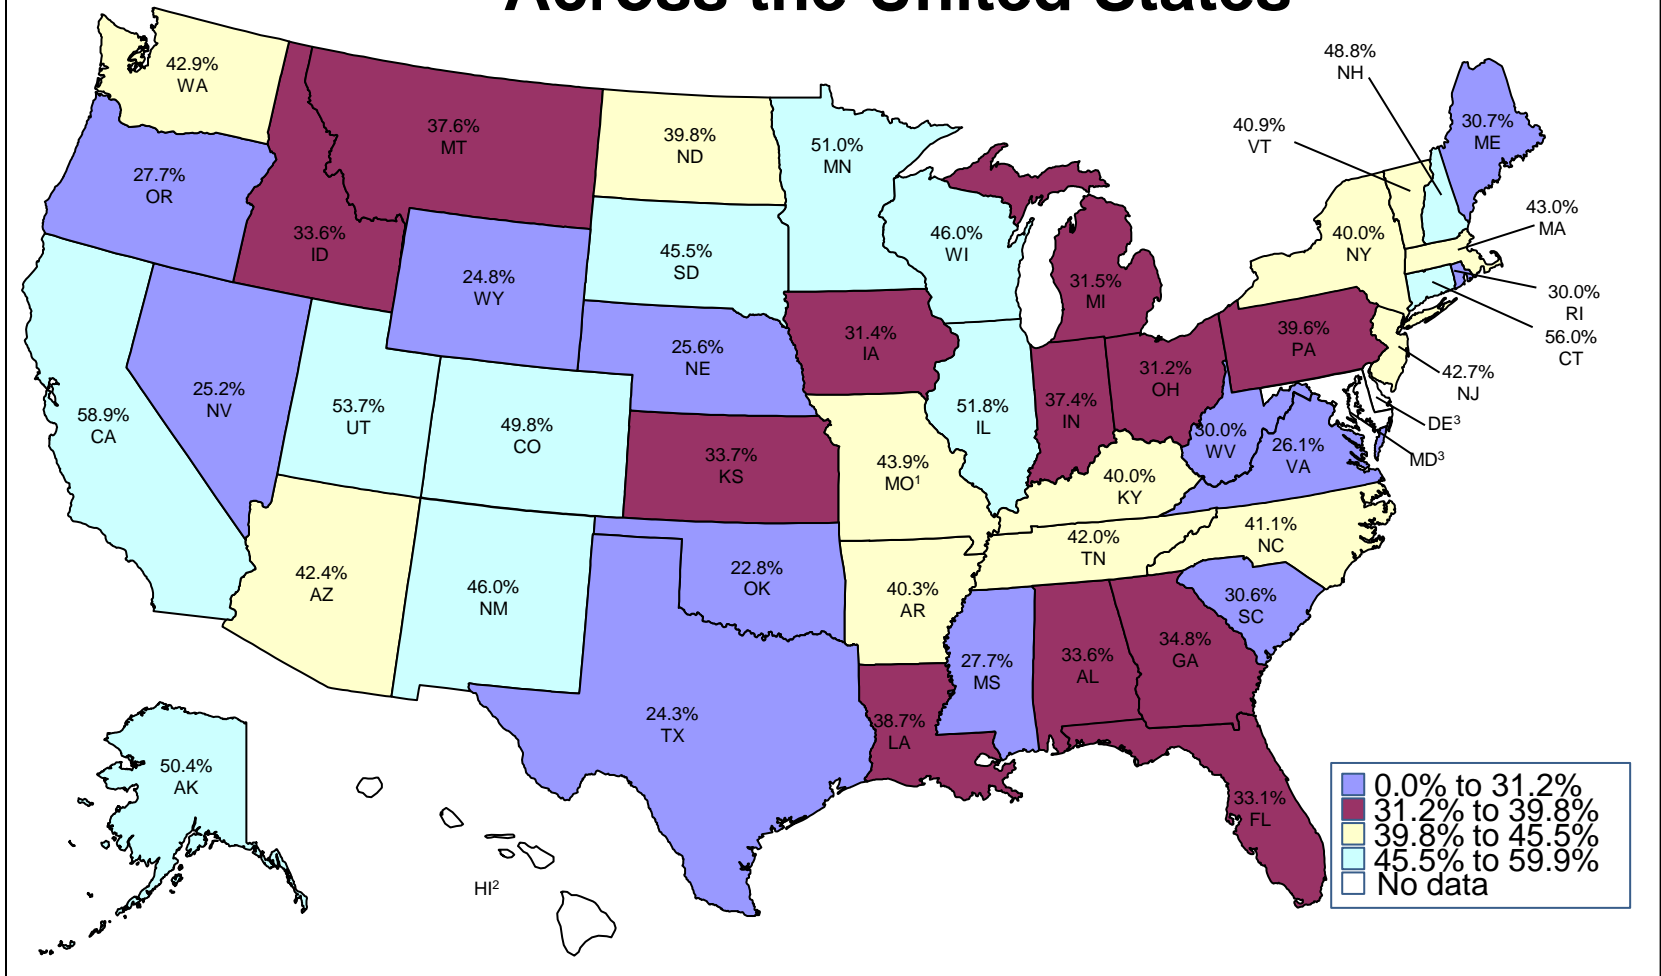 Across the United States
48.8%
NH
42.9%
WA
30.7%
ME
37.6%
MT
40.9%
VT
39.8%
ND
51.0%
MN
27.7%
OR
43.0%
MA
33.6%
ID
40.0%
NY
46.0%
WI
45.5%
SD
24.8%
WY
31.5%
MI
30.0%
RI
31.4%
IA
39.6%
PA
56.0%
CT
25.6%
NE
31.2%
OH
42.7%
NJ
25.2%
NV
53.7%
UT
58.9%
CA
49.8%
CO
51.8%
IL
37.4%
IN
DE³
30.0%
WV
26.1%
VA
33.7%
KS
MD³
43.9%
MO¹
40.0%
KY
41.1%
NC
42.0%
TN
42.4%
AZ
46.0%
NM
22.8%
OK
40.3%
AR
30.6%
SC
34.8%
GA
33.6%
AL
27.7%
MS
24.3%
TX
38.7%
LA
50.4%
AK
33.1%
FL
HI²
0.0% to 31.2%
31.2% to 39.8%
39.8% to 45.5%
45.5% to 59.9%
No data